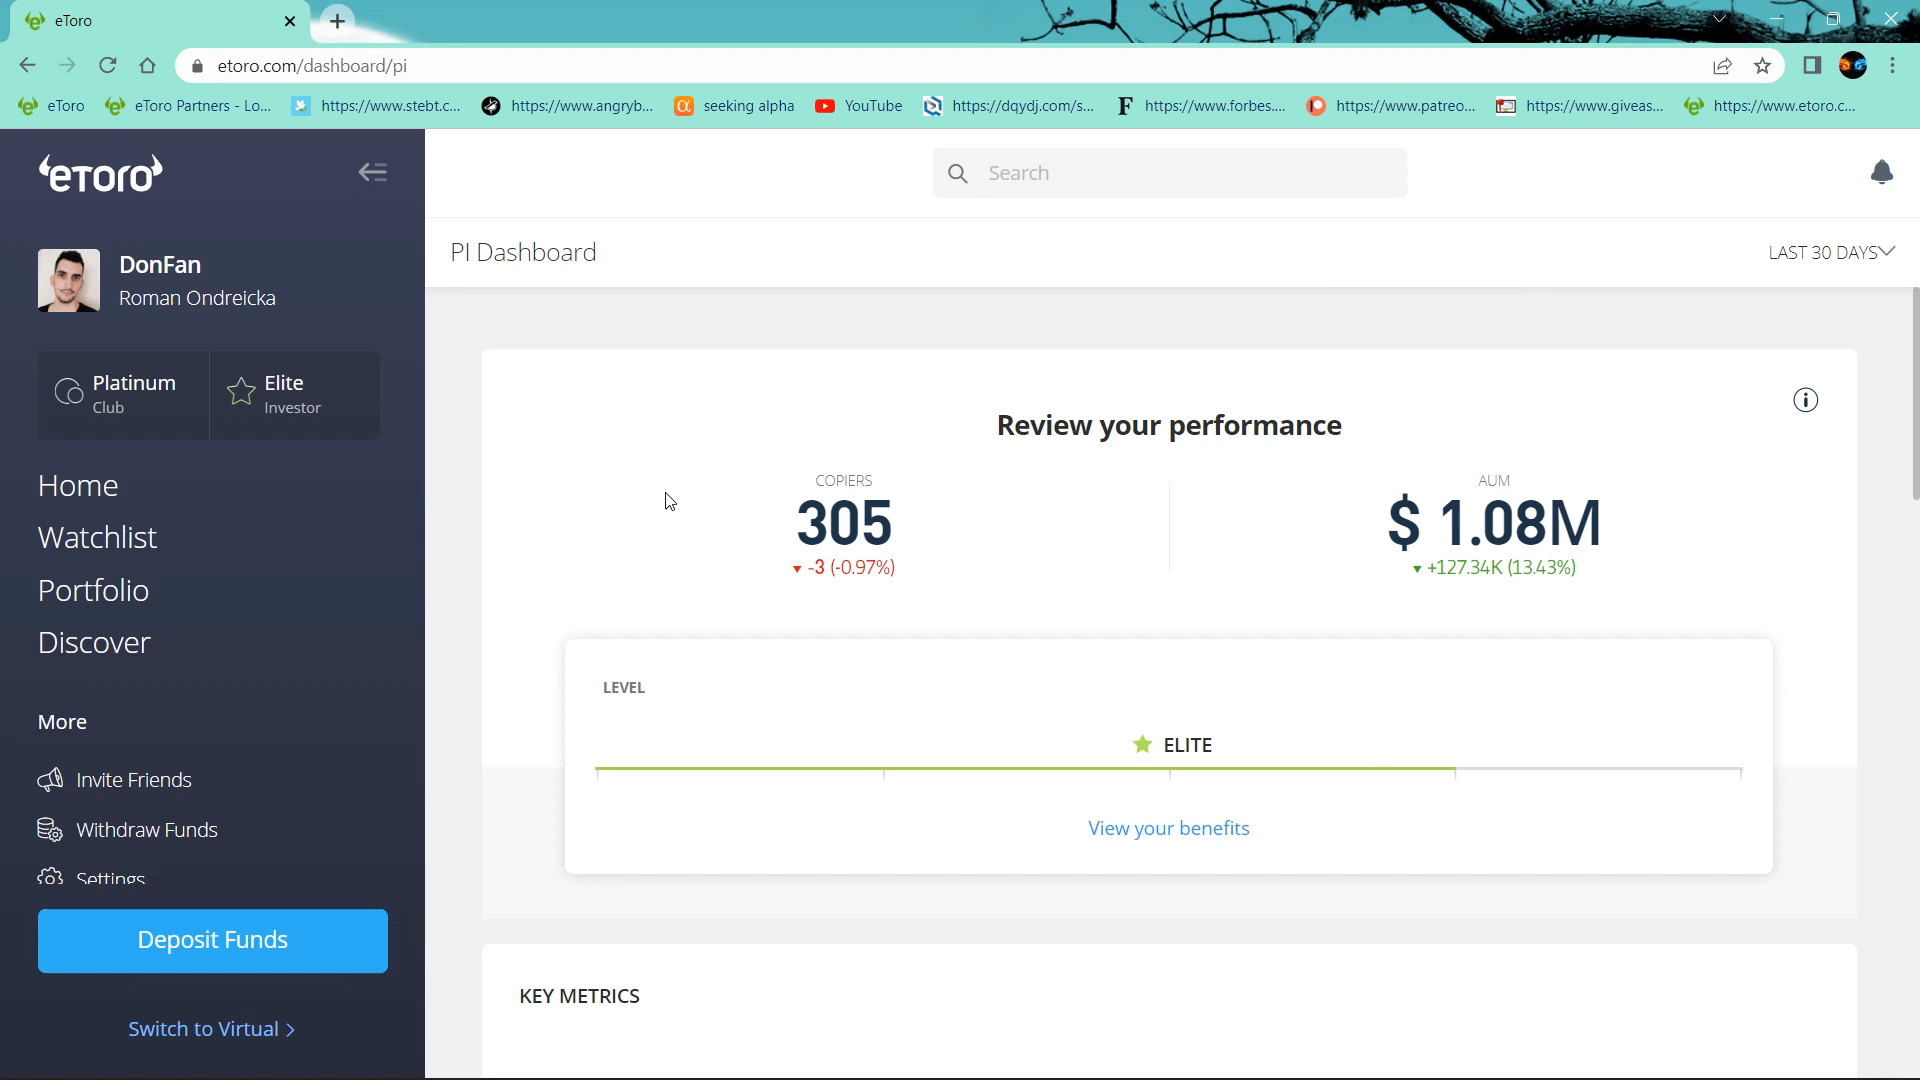 eToro
etoro.com/dashboard/pi
eToro
eToro Partners - Lo...
https://www.stebt.c...
https://www.angryb...
seeking alpha
YouTube
https://dqydj.com/s...
https://www.forbes....
https://www.patreo...
https://www.giveas...
https://www.etoro.c...
eToro
Search
DonFan
Roman Ondreicka
PI Dashboard
LAST 30 DAYS
Platinum
Club
Elite
Investor
Home
Watchlist
Portfolio
Discover
More
Invite Friends
Withdraw Funds
Settings
Deposit Funds
Switch to Virtual >
Review your performance
COPIERS
305
-3 (-0.97%)
AUM
$ 1.08M
+127.34K (13.43%)
LEVEL
ELITE
View your benefits
KEY METRICS